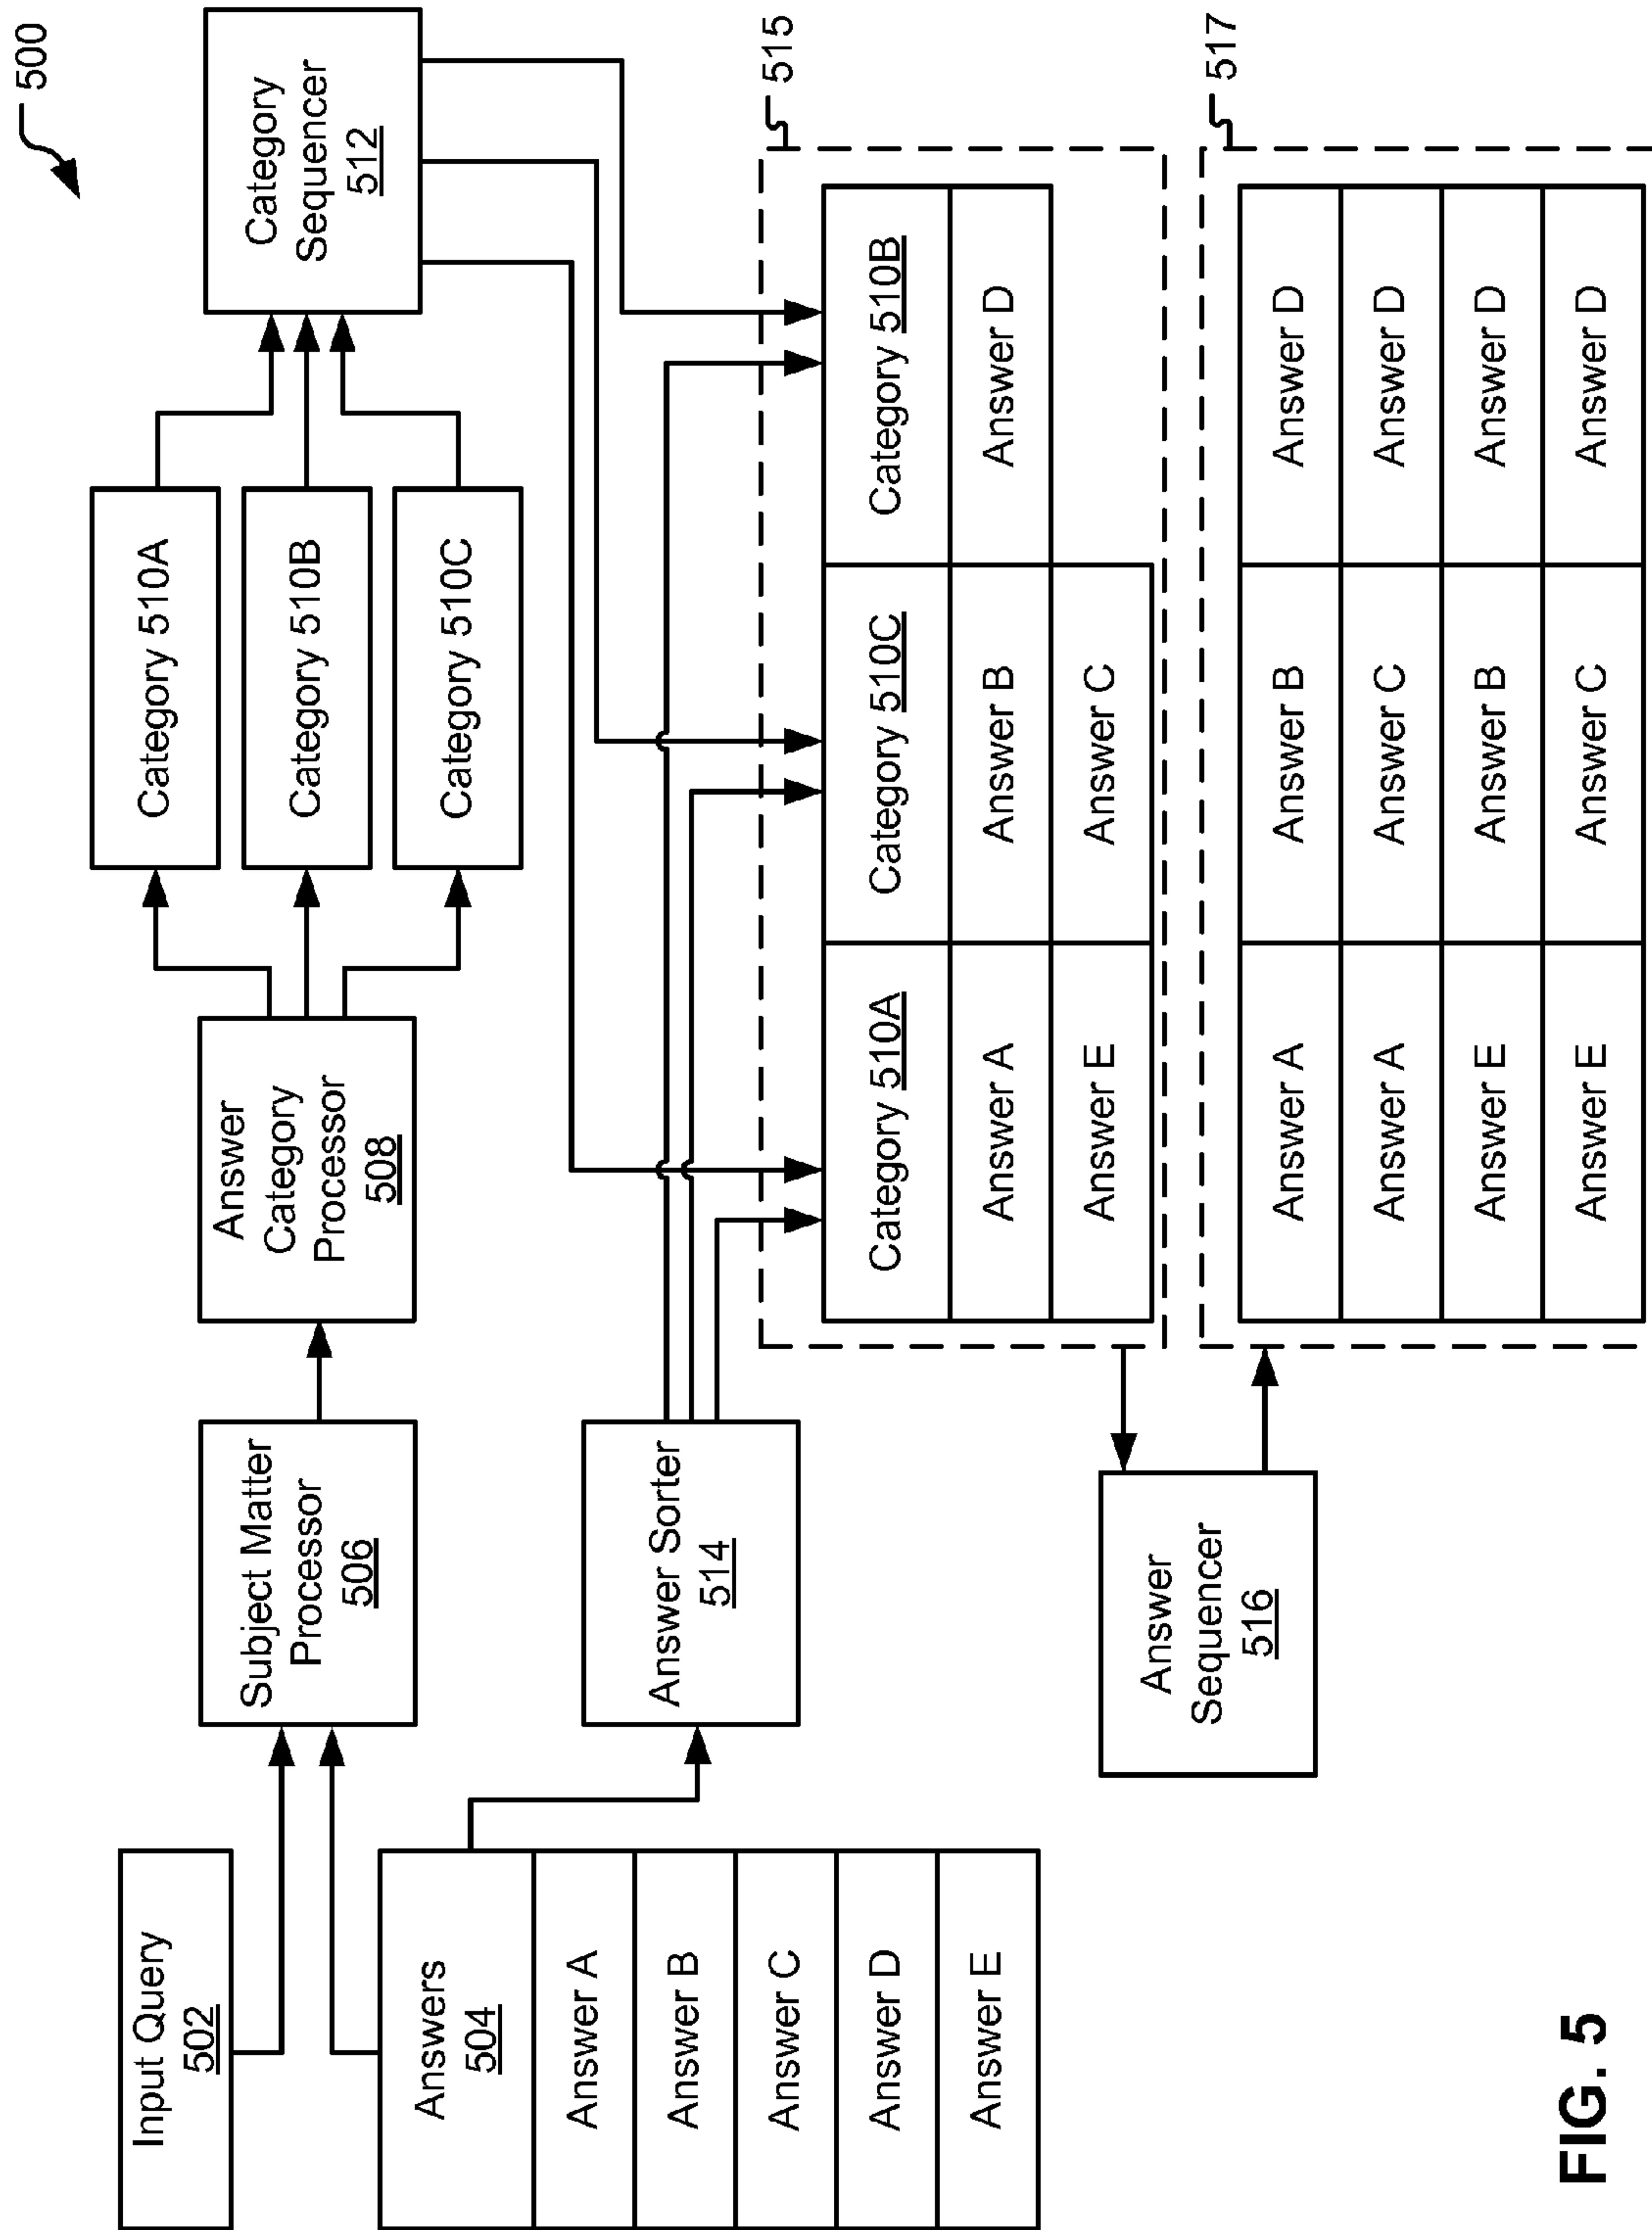 500
Input Query
502
Answers
504
Answer A
Answer B
Answer C
Answer D
Answer E
Subject Matter
Processor
506
Answer
Category
Processor
508
Category 510A
Category 510B
Category 510C
Category
Sequencer
512
Answer Sorter
514
515
Category 510A
Category 510C
Category 510B
Answer A
Answer B
Answer D
Answer E
Answer C
Answer
Sequencer
516
517
Answer A
Answer B
Answer D
Answer A
Answer C
Answer D
Answer E
Answer B
Answer D
Answer E
Answer C
Answer D
FIG. 5